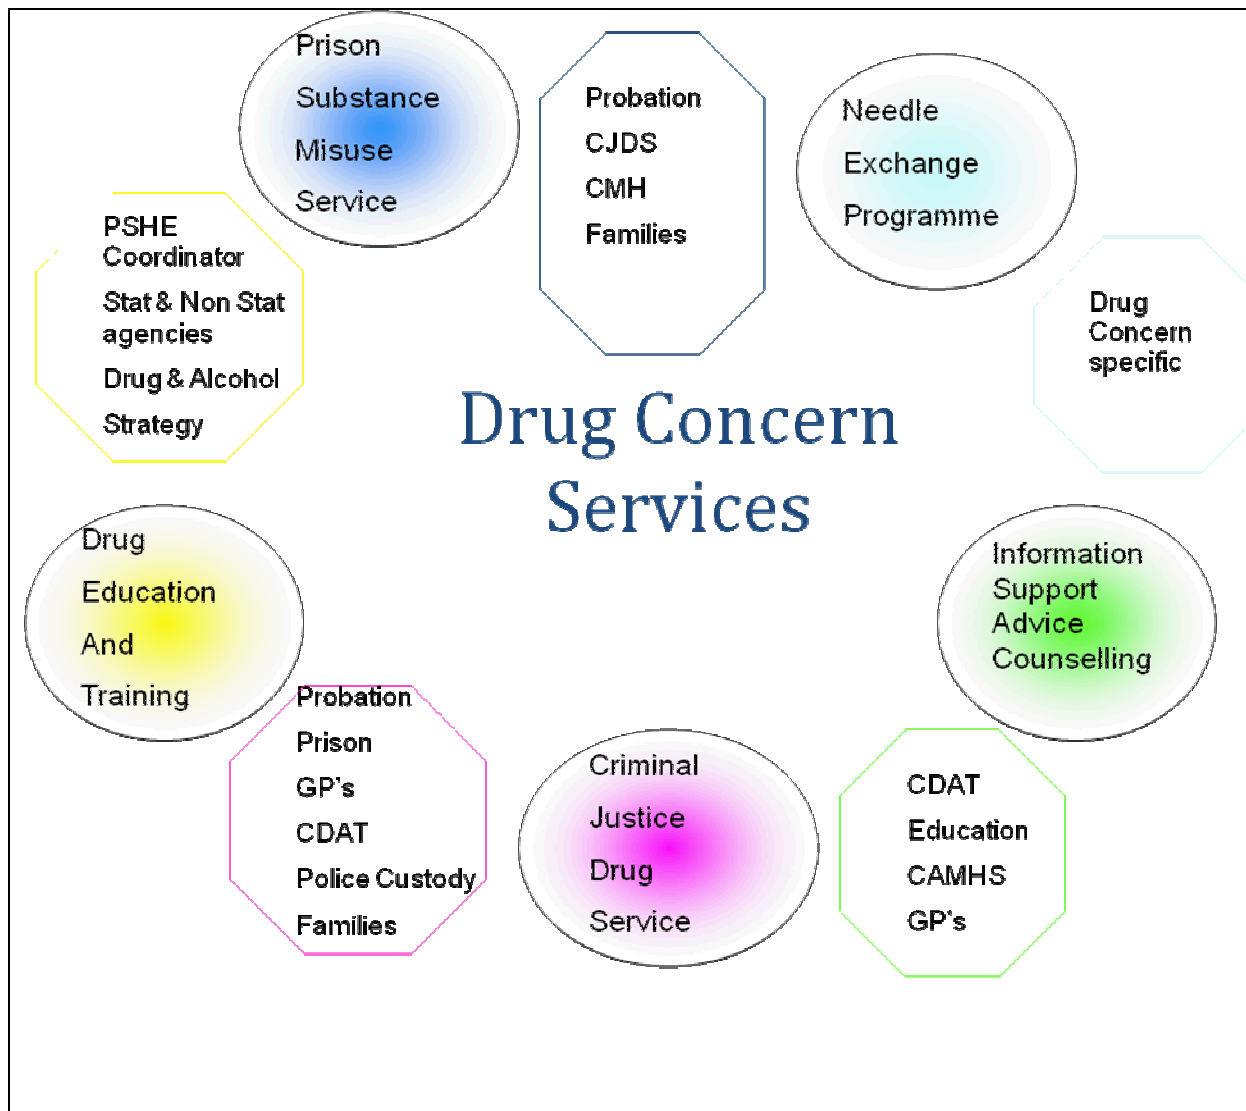 Prison
Substance
Misuse
Service
Probation
CJDS
CMH
Families
Needle
Exchange
Programme
PSHE
Coordinator
Stat & Non Stat
agencies
Drug & Alcohol
Strategy
Drug
Concern
specific
Drug Concern
Services
Drug
Education
And
Training
Information
Support
Advice
Counselling
Probation
Prison
GP's
CDAT
Police Custody
Families
Criminal
Justice
Drug
Service
CDAT
Education
CAMHS
GP's